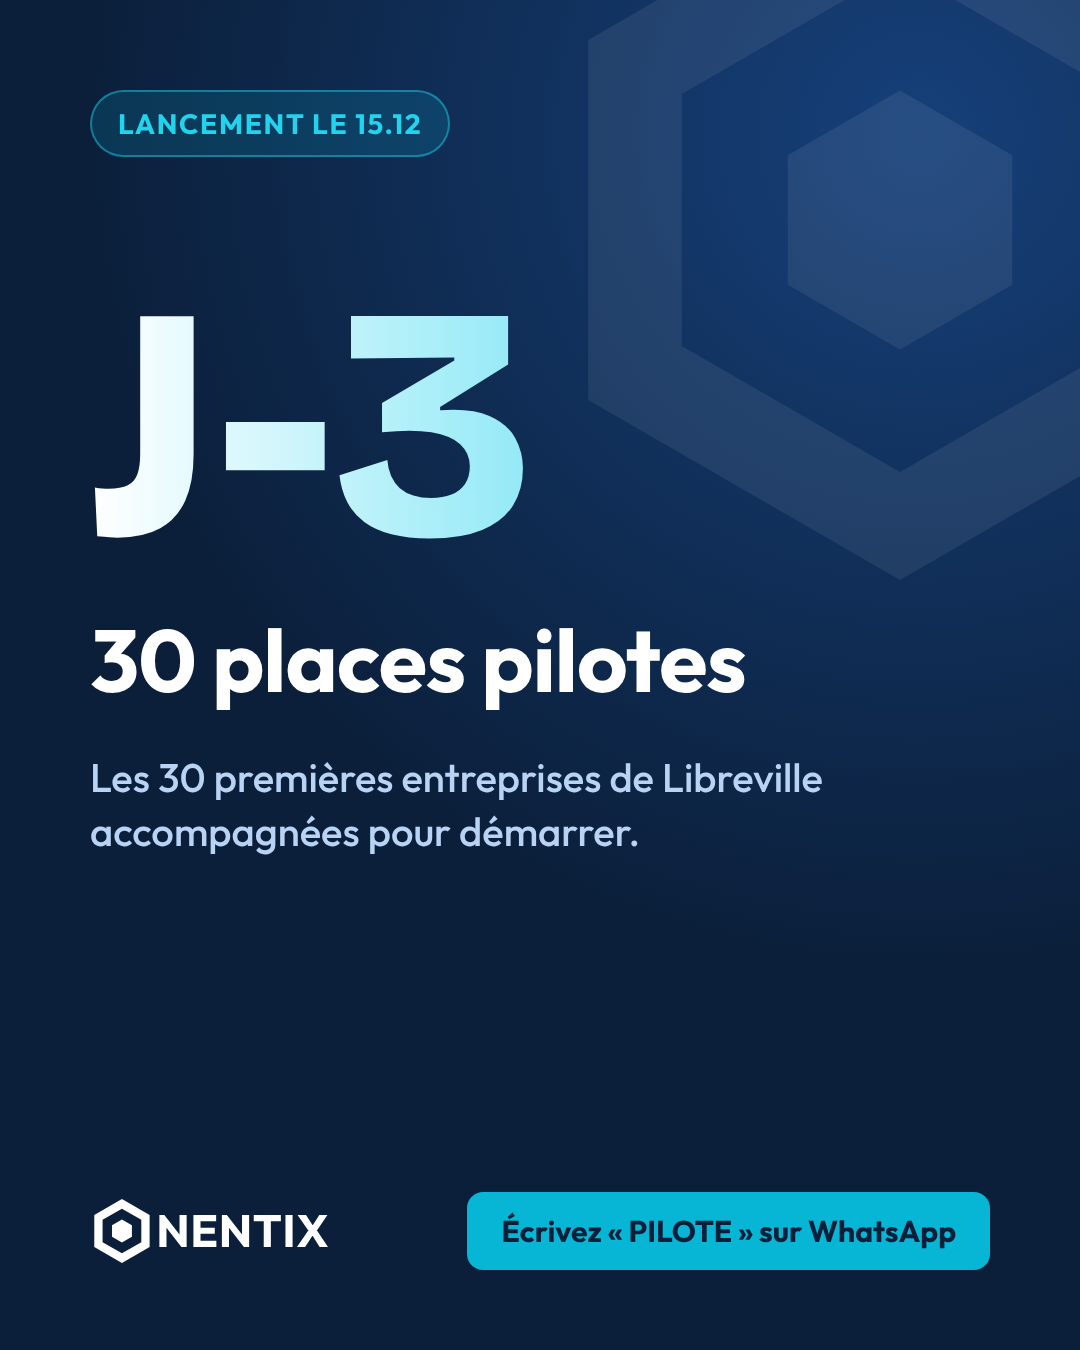 LANCEMENT LE 15.12
J-3
30 places pilotes
Les 30 premières entreprises de Libreville
accompagnées pour démarrer.
NENTIX
Écrivez « PILOTE » sur WhatsApp